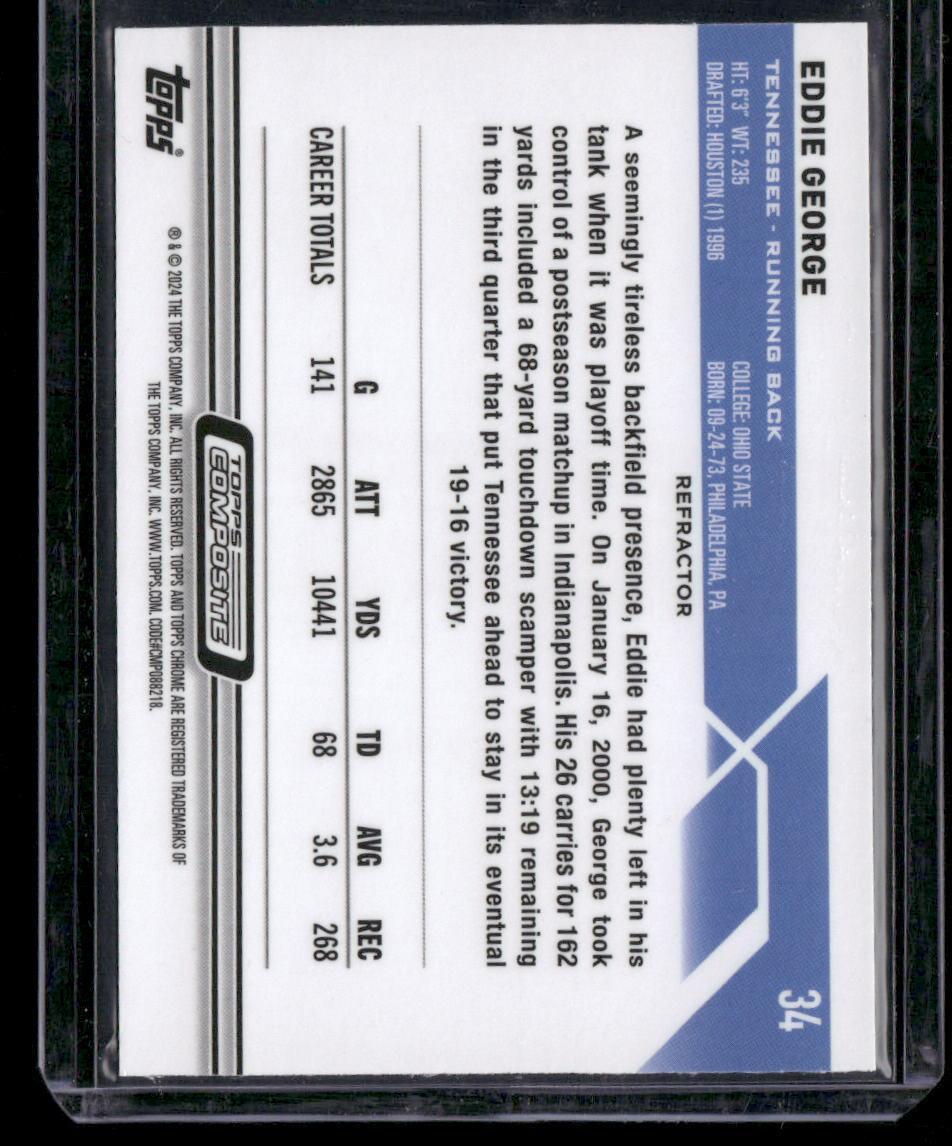 EDDIE GEORGE
34
TENNESSEE - RUNNING BACK
HT: 6'3" WT: 235
COLLEGE: OHIO STATE
DRAFTED: HOUSTON (1) 1996
BORN: 09-24-73, PHILADELPHIA, PA
REFRACTOR
A seemingly tireless backfield presence, Eddie had plenty left in his
tank when it was playoff time. On January 16, 2000, George took
control of a postseason matchup in Indianapolis. His 26 carries for 162
yards included a 68-yard touchdown scamper with 13:19 remaining
in the third quarter that put Tennessee ahead to stay in its eventual
19-16 victory.
G ATT YDS TD AVG REC
CAREER TOTALS 141 2865 10441 68 3.6 268
TOPPS
COMPOSITE
topps®
® & © 2024 THE TOPPS COMPANY, INC. ALL RIGHTS RESERVED. TOPPS AND TOPPS CHROME ARE REGISTERED TRADEMARKS OF
THE TOPPS COMPANY, INC. WWW.TOPPS.COM. CODE#CMP088218.